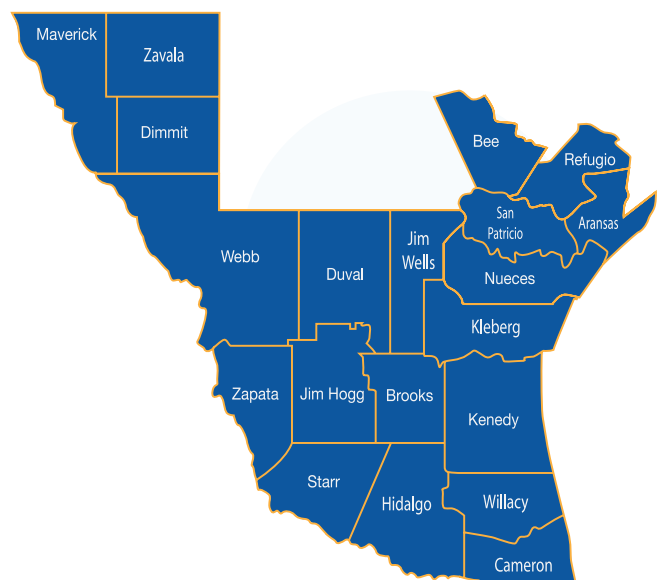 Maverick
Zavala
Dimmit
Bee
Refugio
San
Patricio
Aransas
Webb
Duval
Jim
Wells
Nueces
Kleberg
Zapata
Jim Hogg
Brooks
Kenedy
Starr
Hidalgo
Willacy
Cameron